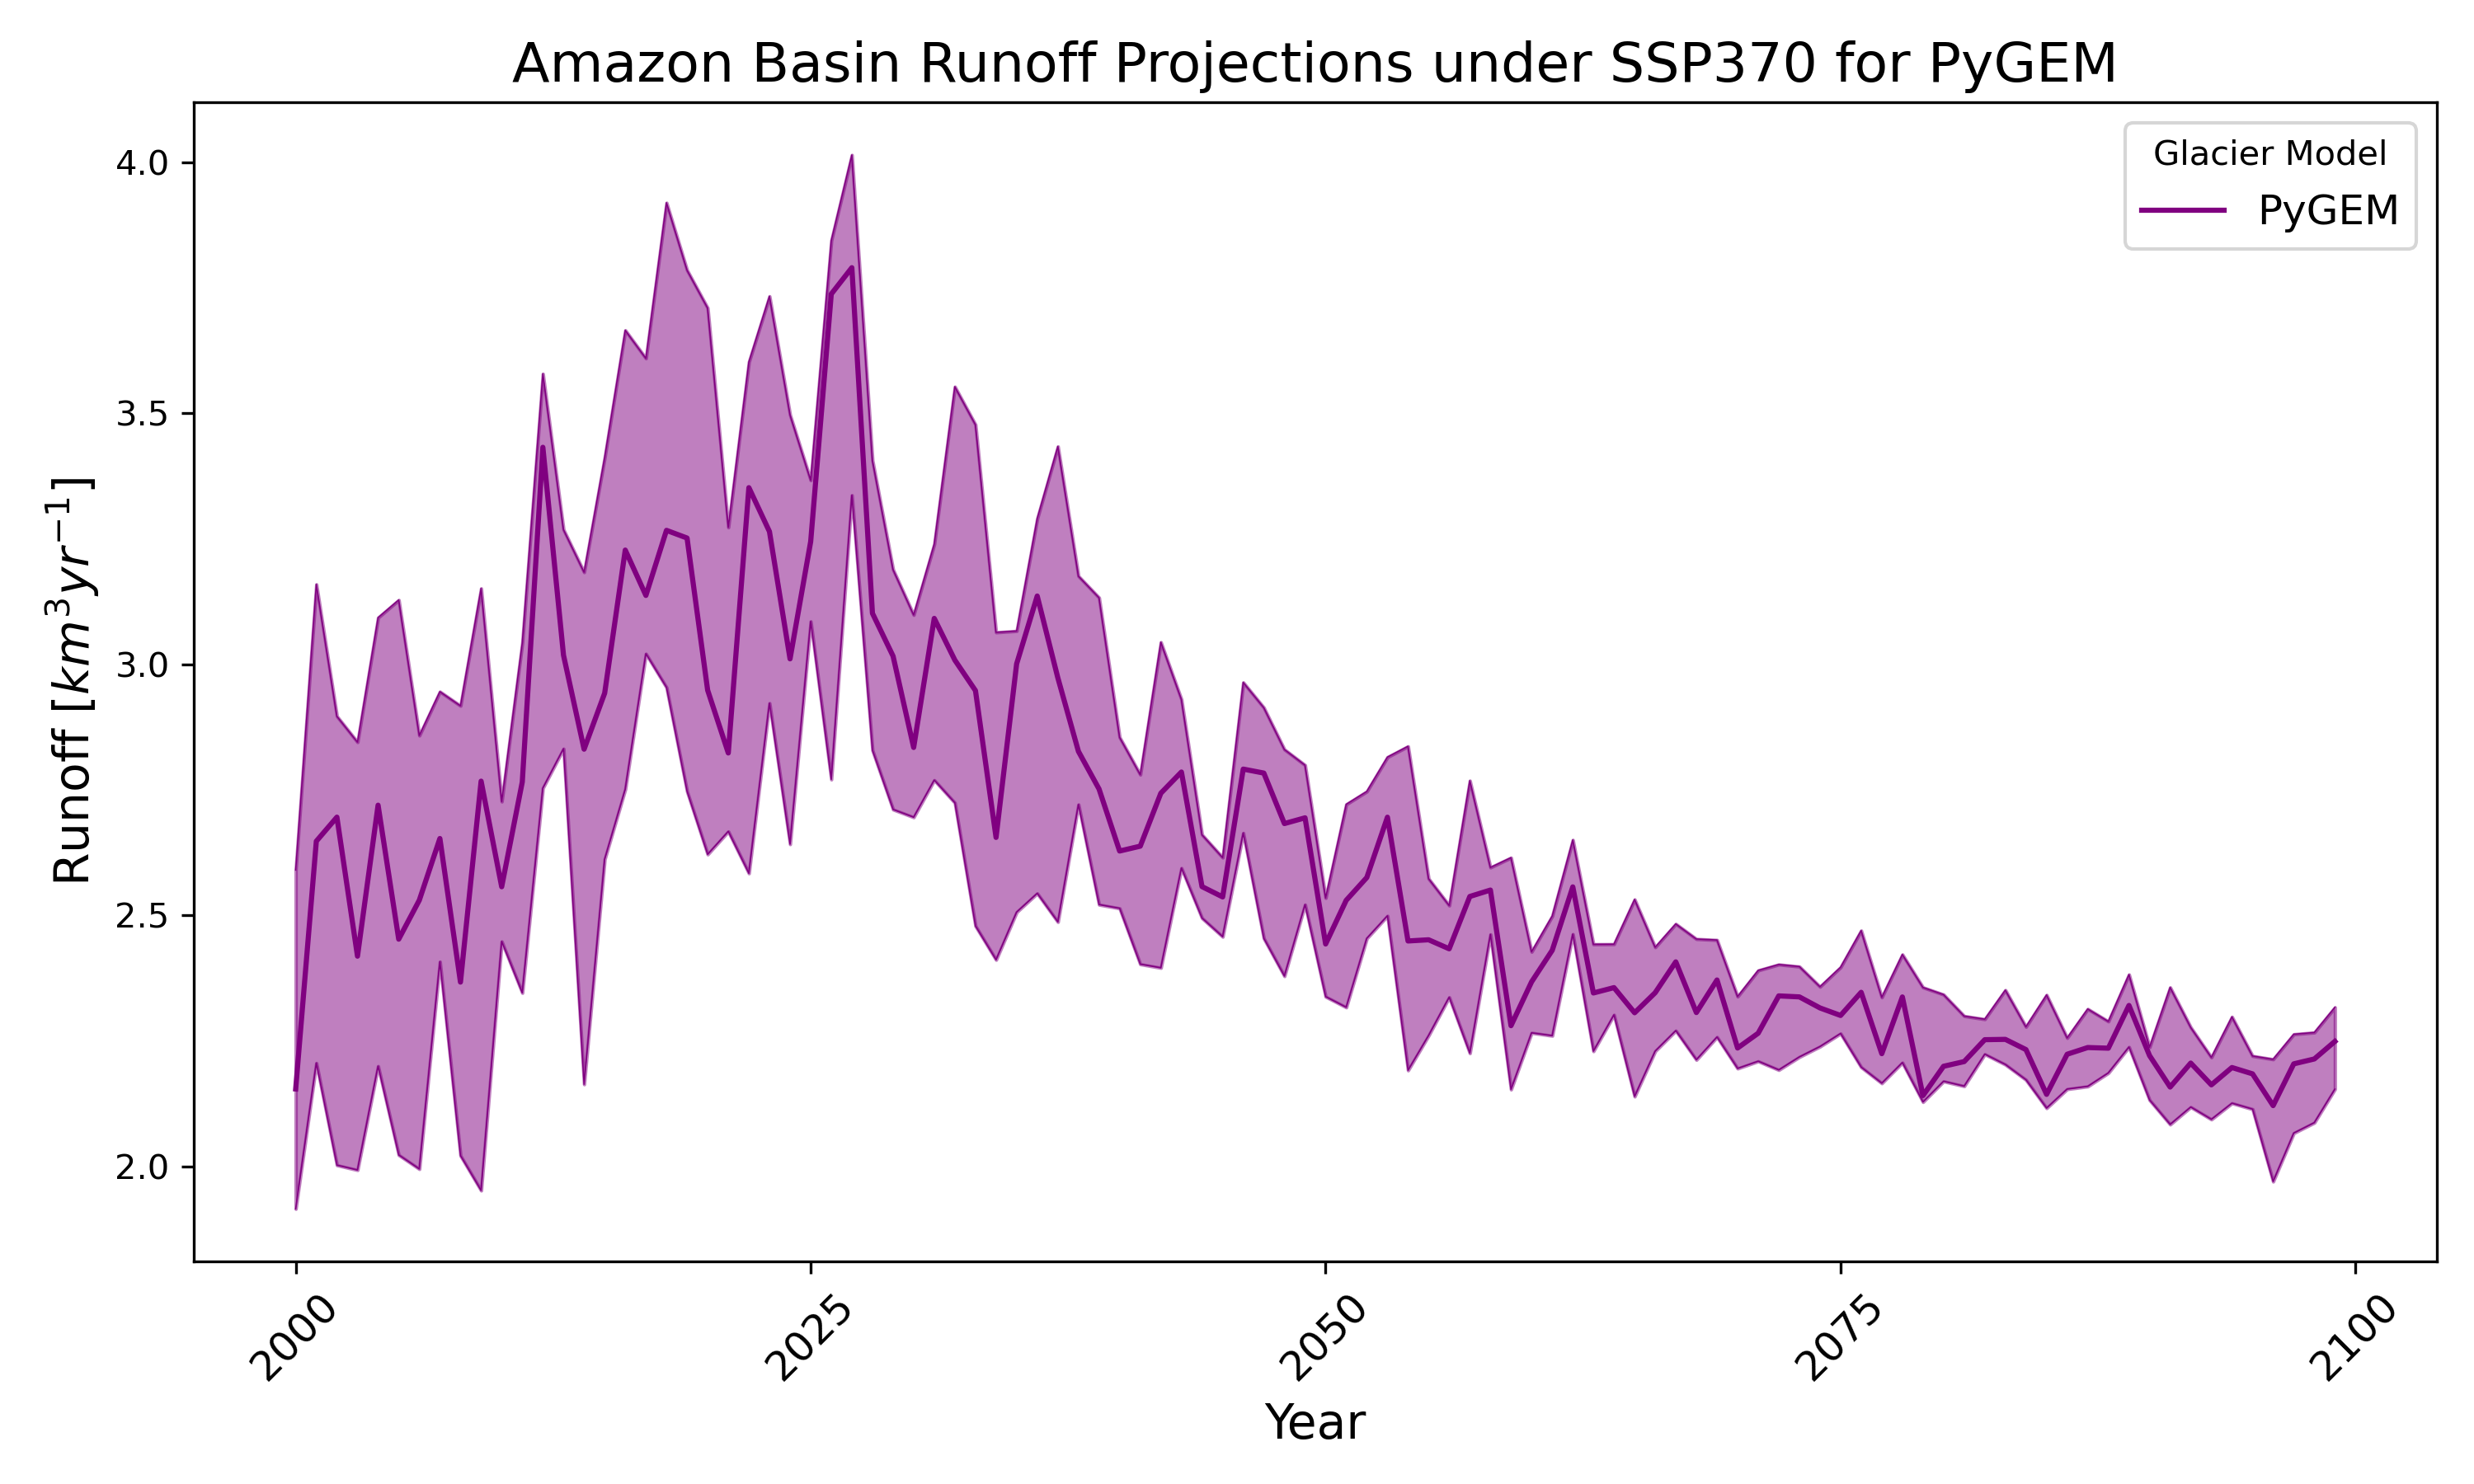 Amazon Basin Runoff Projections under SSP370 for PyGEM
Glacier Model
PyGEM
4.0
3.5
3.0
2.5
2.0
Runoff [km³yr⁻¹]
2000
2025
2050
2075
2100
Year